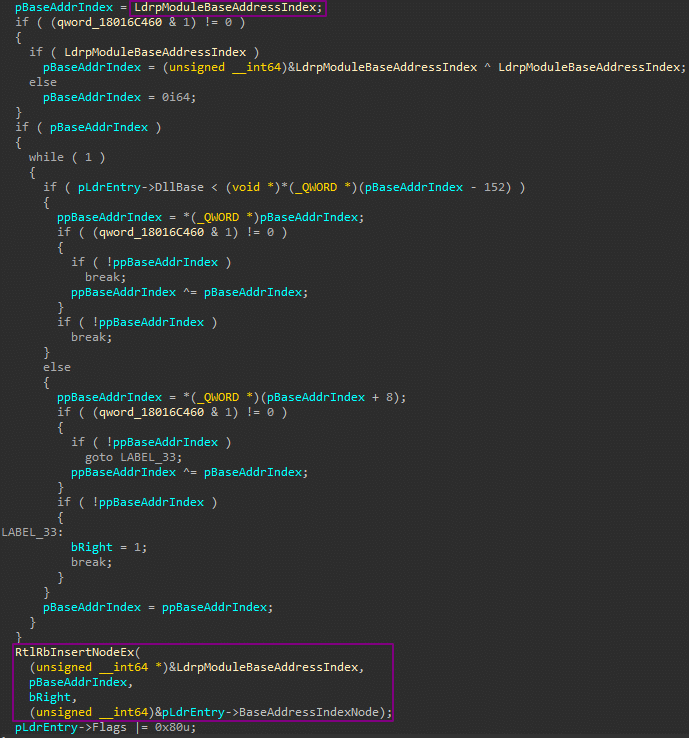 pBaseAddrIndex = LdrpModuleBaseAddressIndex;
if ( (qword_18016C460 & 1) != 0 )
{
  if ( LdrpModuleBaseAddressIndex )
    pBaseAddrIndex = (unsigned __int64)&LdrpModuleBaseAddressIndex ^ LdrpModuleBaseAddressIndex;
  else
    pBaseAddrIndex = 0i64;
}
if ( pBaseAddrIndex )
{
  while ( 1 )
  {
    if ( pLdrEntry->DllBase < (void *)*(_QWORD *)(pBaseAddrIndex - 152) )
    {
      ppBaseAddrIndex = *(_QWORD *)pBaseAddrIndex;
      if ( (qword_18016C460 & 1) != 0 )
      {
        if ( !ppBaseAddrIndex )
          break;
        ppBaseAddrIndex ^= pBaseAddrIndex;
      }
      if ( !ppBaseAddrIndex )
        break;
    }
    else
    {
      ppBaseAddrIndex = *(_QWORD *)(pBaseAddrIndex + 8);
      if ( (qword_18016C460 & 1) != 0 )
      {
        if ( !ppBaseAddrIndex )
          goto LABEL_33;
        ppBaseAddrIndex ^= pBaseAddrIndex;
      }
      if ( !ppBaseAddrIndex )
      {
LABEL_33:
        bRight = 1;
        break;
      }
    }
    pBaseAddrIndex = ppBaseAddrIndex;
  }
}
RtlRbInsertNodeEx(
  (unsigned __int64 *)&LdrpModuleBaseAddressIndex,
  pBaseAddrIndex,
  bRight,
  (unsigned __int64)&pLdrEntry->BaseAddressIndexNode);
pLdrEntry->Flags |= 0x80u;